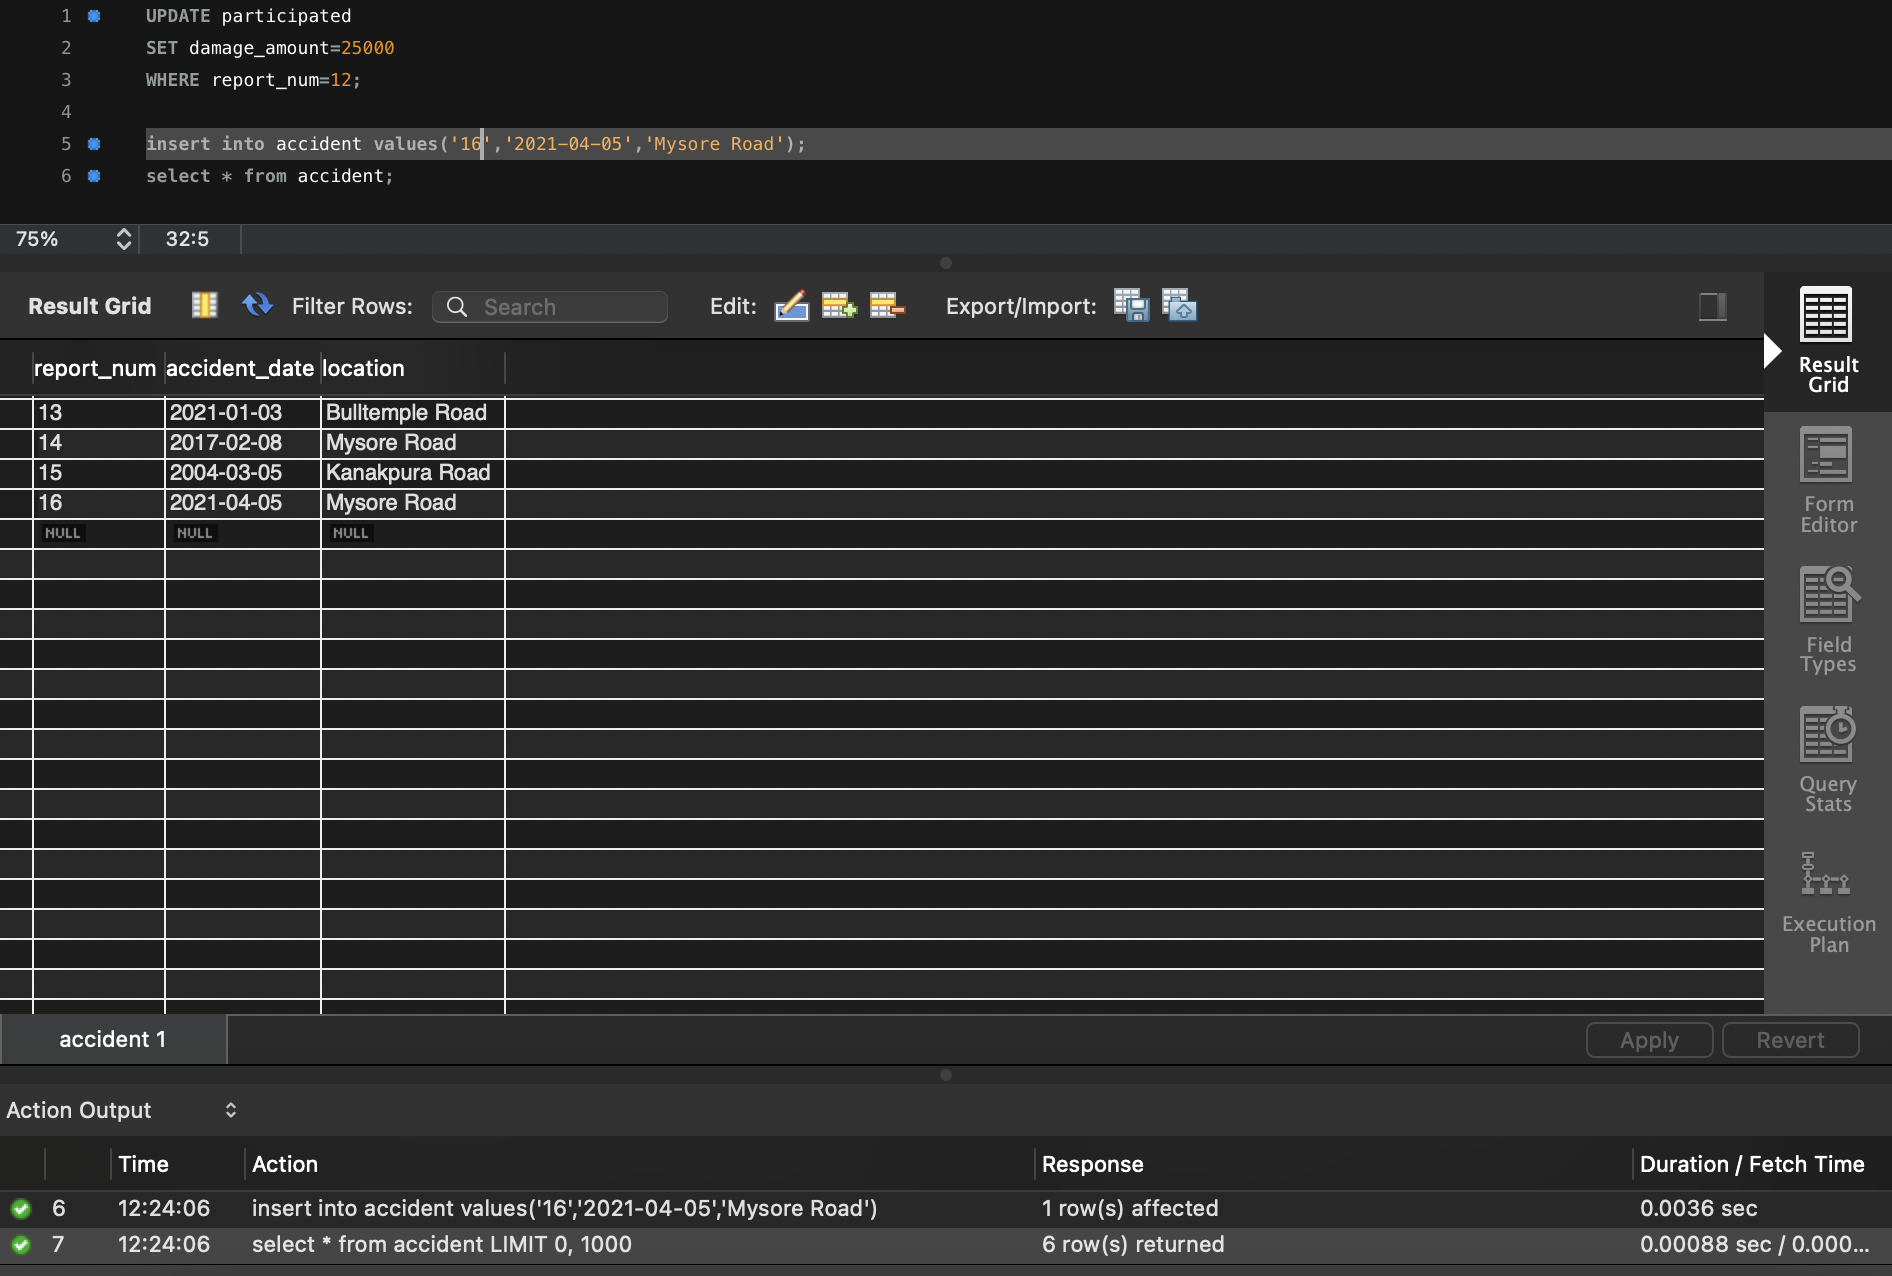 1 UPDATE participated
2 SET damage_amount=25000
3 WHERE report_num=12;
4
5 insert into accident values('16','2021-04-05','Mysore Road');
6 select * from accident;
75% 32:5
Result Grid Filter Rows: Search Edit: Export/Import:
report_num accident_date location
13 2021-01-03 Bulltemple Road
14 2017-02-08 Mysore Road
15 2004-03-05 Kanakpura Road
16 2021-04-05 Mysore Road
NULL NULL NULL
Result
Grid
Form
Editor
Field
Types
Query
Stats
Execution
Plan
accident 1 Apply Revert
Action Output
Time Action Response Duration / Fetch Time
6 12:24:06 insert into accident values('16','2021-04-05','Mysore Road') 1 row(s) affected 0.0036 sec
7 12:24:06 select * from accident LIMIT 0, 1000 6 row(s) returned 0.00088 sec / 0.000...